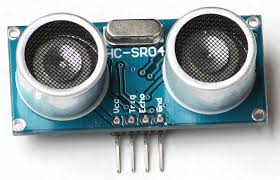 HC-SR04
Vcc
Trig
Echo
Gnd